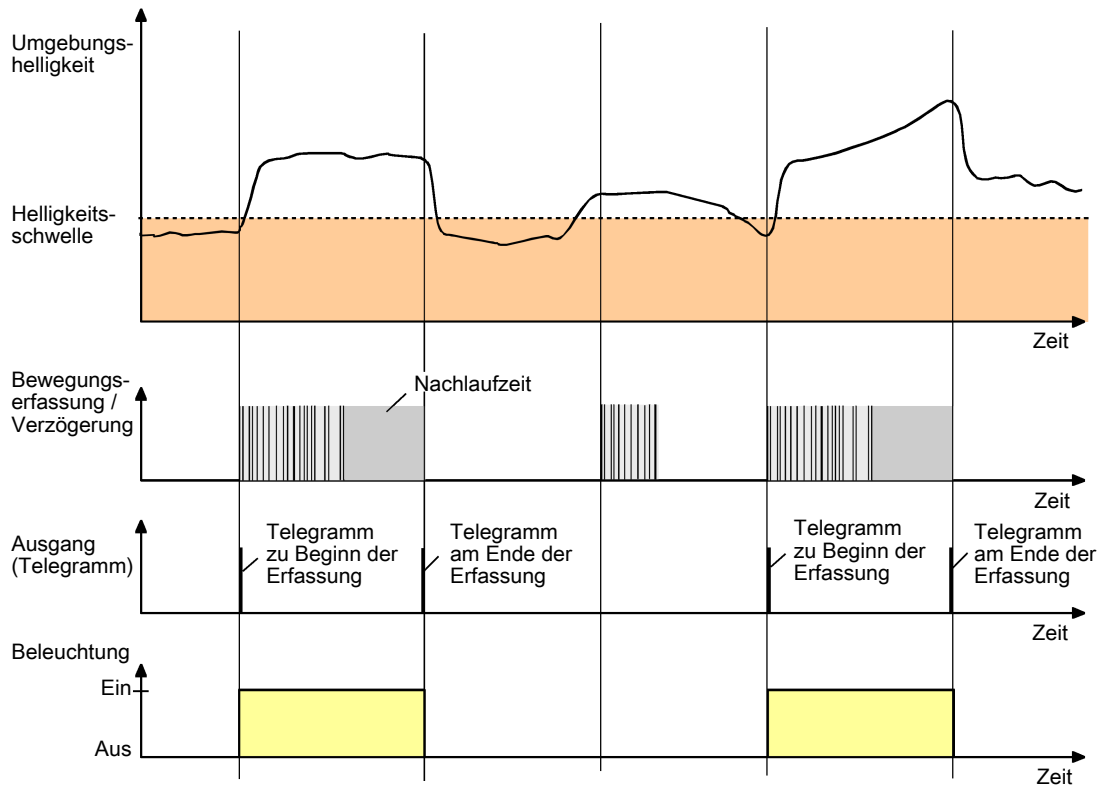 Umgebungs-
helligkeit
Helligkeits-
schwelle
Zeit
Bewegungs-
erfassung /
Verzögerung
Nachlaufzeit
Zeit
Ausgang
(Telegramm)
Telegramm
zu Beginn der
Erfassung
Telegramm
am Ende der
Erfassung
Telegramm
zu Beginn der
Erfassung
Telegramm
am Ende der
Erfassung
Zeit
Beleuchtung
Ein
Aus
Zeit